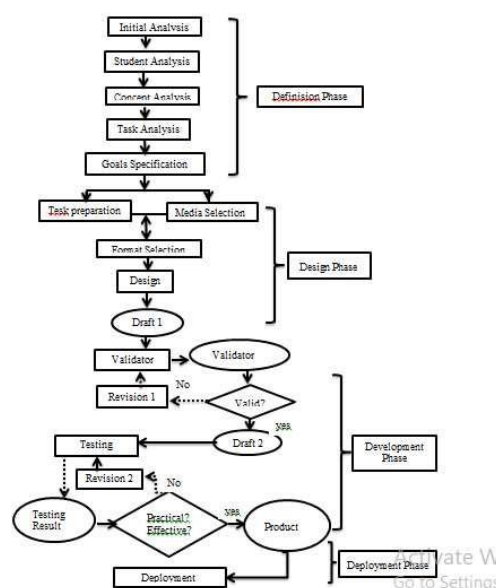 Initial Analysis
Student Analysis
Concept Analysis
Task Analysis
Goals Specification
Definision Phase
Task preparation
Media Selection
Format Selection
Design
Design Phase
Draft 1
Validator
Validator
No
Revision 1
Valid?
yes
Draft 2
Testing
Development
Phase
Revision 2
No
Testing
Result
Practical?
Effective?
yes
Product
Deployment
Deployment Phase
Activate W
Go to Settings